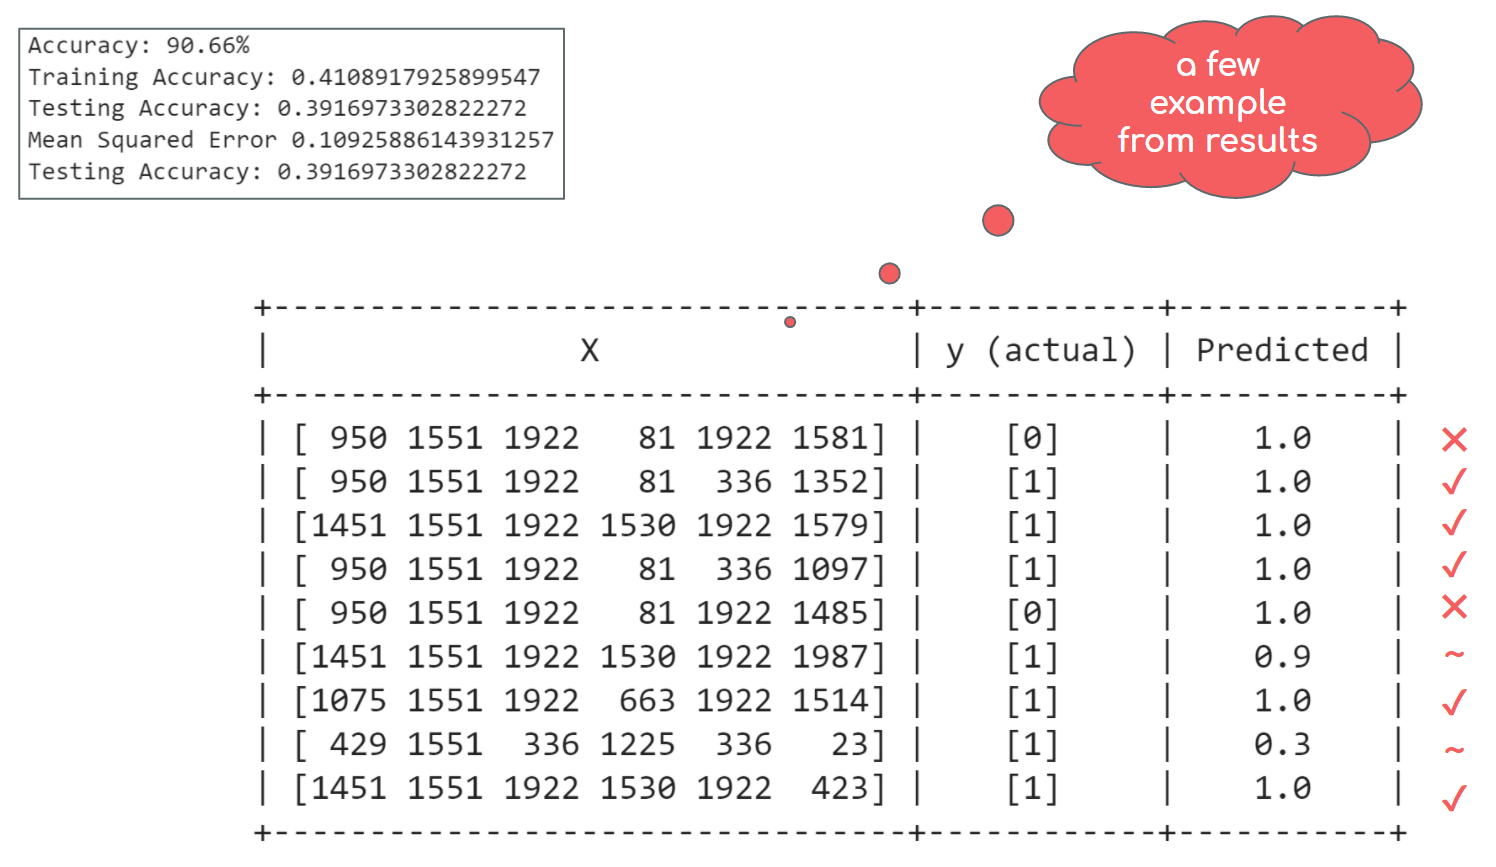 Accuracy: 90.66%
Training Accuracy: 0.4108917925899547
Testing Accuracy: 0.3916973302822272
Mean Squared Error 0.10925886143931257
Testing Accuracy: 0.3916973302822272
a few
example
from results
+---------------------------------+------------+-----------+
| X | y (actual) | Predicted |
+---------------------------------+------------+-----------+
| [ 950 1551 1922 81 1922 1581] | [0] | 1.0 | ✕
| [ 950 1551 1922 81 336 1352] | [1] | 1.0 | ✓
| [1451 1551 1922 1530 1922 1579] | [1] | 1.0 | ✓
| [ 950 1551 1922 81 336 1097] | [1] | 1.0 | ✓
| [ 950 1551 1922 81 1922 1485] | [0] | 1.0 | ✕
| [1451 1551 1922 1530 1922 1987] | [1] | 0.9 | ~
| [1075 1551 1922 663 1922 1514] | [1] | 1.0 | ✓
| [ 429 1551 336 1225 336 23] | [1] | 0.3 | ~
| [1451 1551 1922 1530 1922 423] | [1] | 1.0 | ✓
+---------------------------------+------------+-----------+